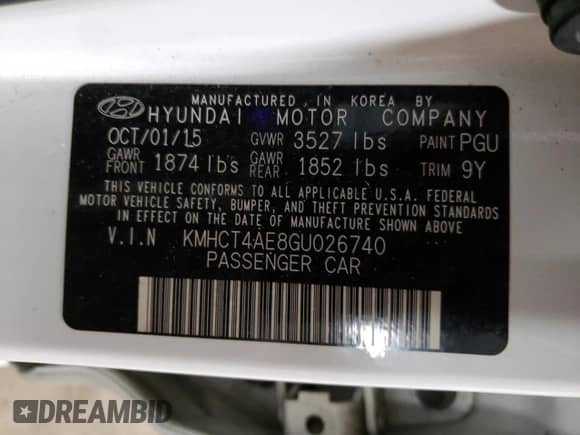 MANUFACTURED IN KOREA BY
HYUNDAI MOTOR COMPANY
OCT/01/15 GVWR 3527 lbs PAINT PGU
GAWR FRONT 1874 lbs GAWR REAR 1852 lbs TRIM 9Y
THIS VEHICLE CONFORMS TO ALL APPLICABLE U.S.A. FEDERAL
MOTOR VEHICLE SAFETY, BUMPER, AND THEFT PREVENTION STANDARDS
IN EFFECT ON THE DATE OF MANUFACTURE SHOWN ABOVE
V.I.N KMHCT4AE8GU026740
PASSENGER CAR
DREAMBID